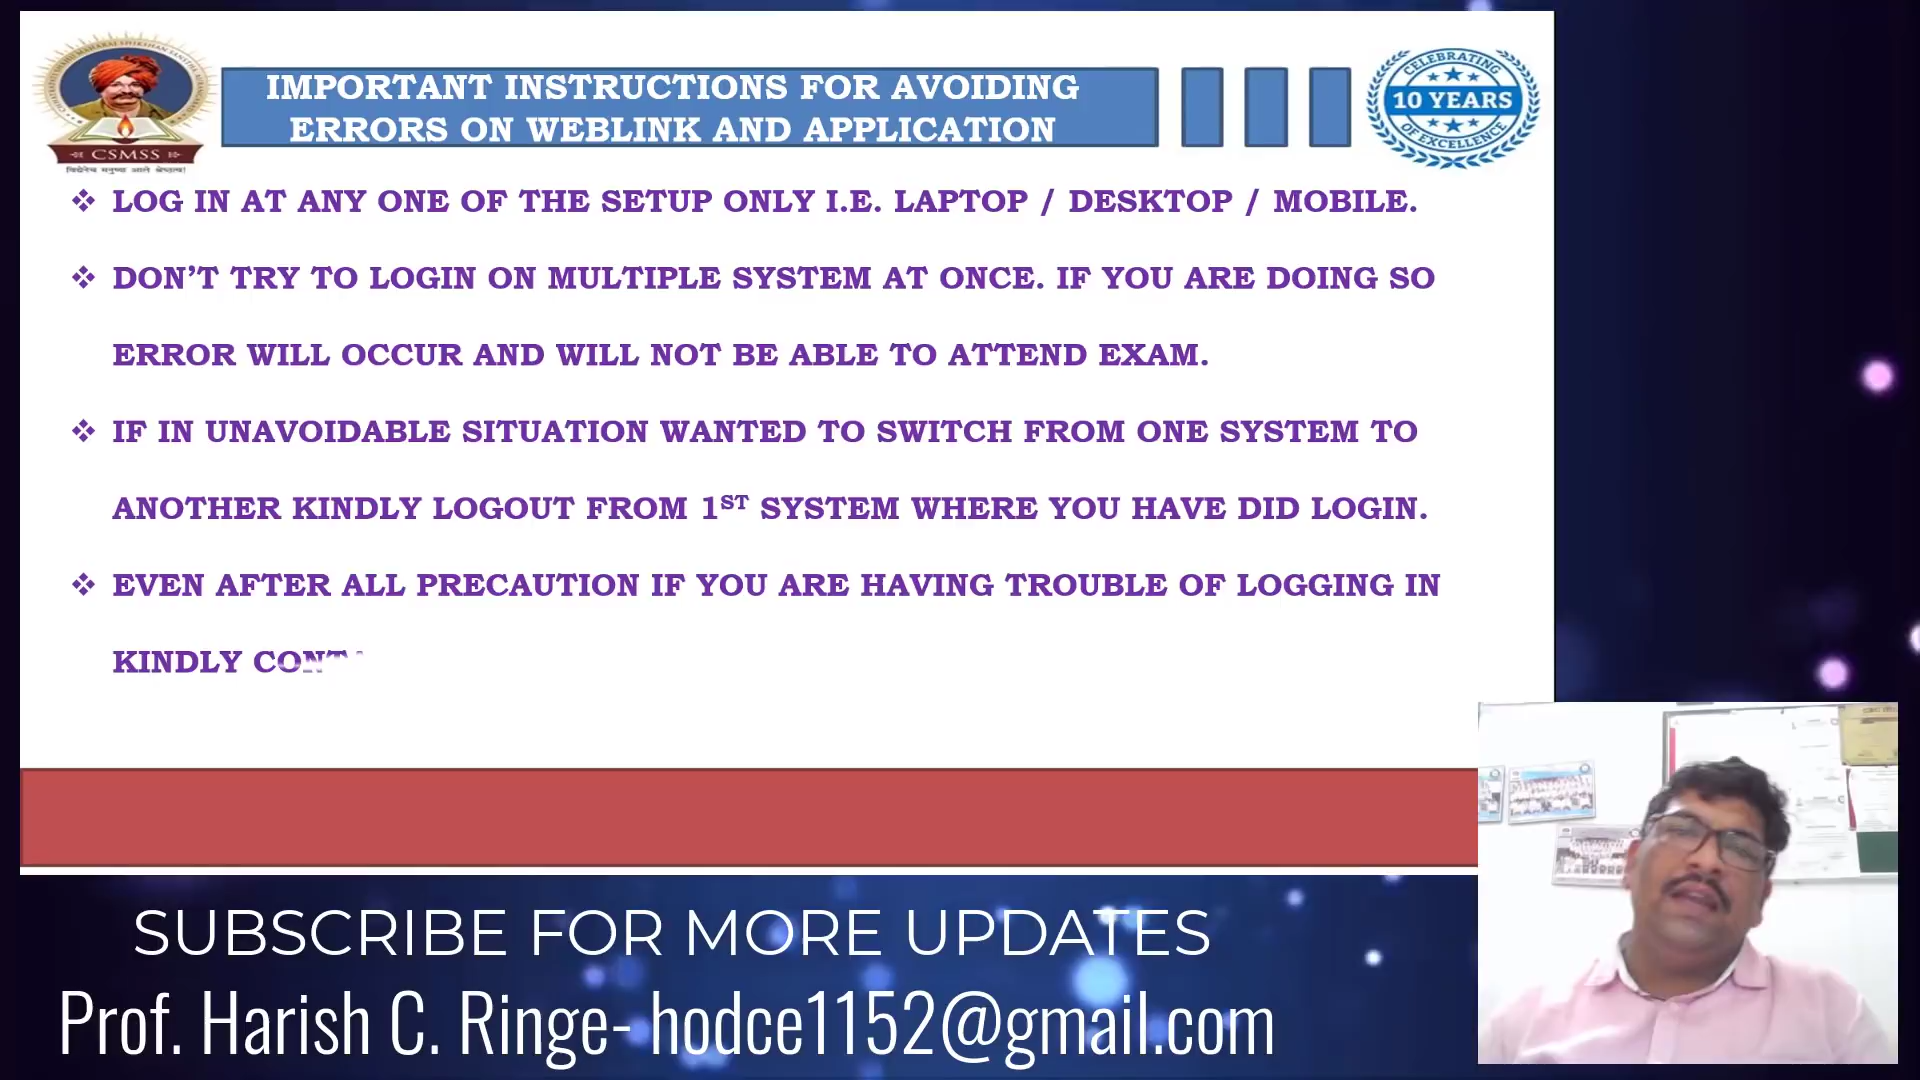 IMPORTANT INSTRUCTIONS FOR AVOIDING
ERRORS ON WEBLINK AND APPLICATION
CELEBRATING
10 YEARS
OF EXCELLENCE
CSMSS
LOG IN AT ANY ONE OF THE SETUP ONLY I.E. LAPTOP / DESKTOP / MOBILE.
DON’T TRY TO LOGIN ON MULTIPLE SYSTEM AT ONCE. IF YOU ARE DOING SO
ERROR WILL OCCUR AND WILL NOT BE ABLE TO ATTEND EXAM.
IF IN UNAVOIDABLE SITUATION WANTED TO SWITCH FROM ONE SYSTEM TO
ANOTHER KINDLY LOGOUT FROM 1ST SYSTEM WHERE YOU HAVE DID LOGIN.
EVEN AFTER ALL PRECAUTION IF YOU ARE HAVING TROUBLE OF LOGGING IN
KINDLY
SUBSCRIBE FOR MORE UPDATES
Prof. Harish C. Ringe- hodce1152@gmail.com